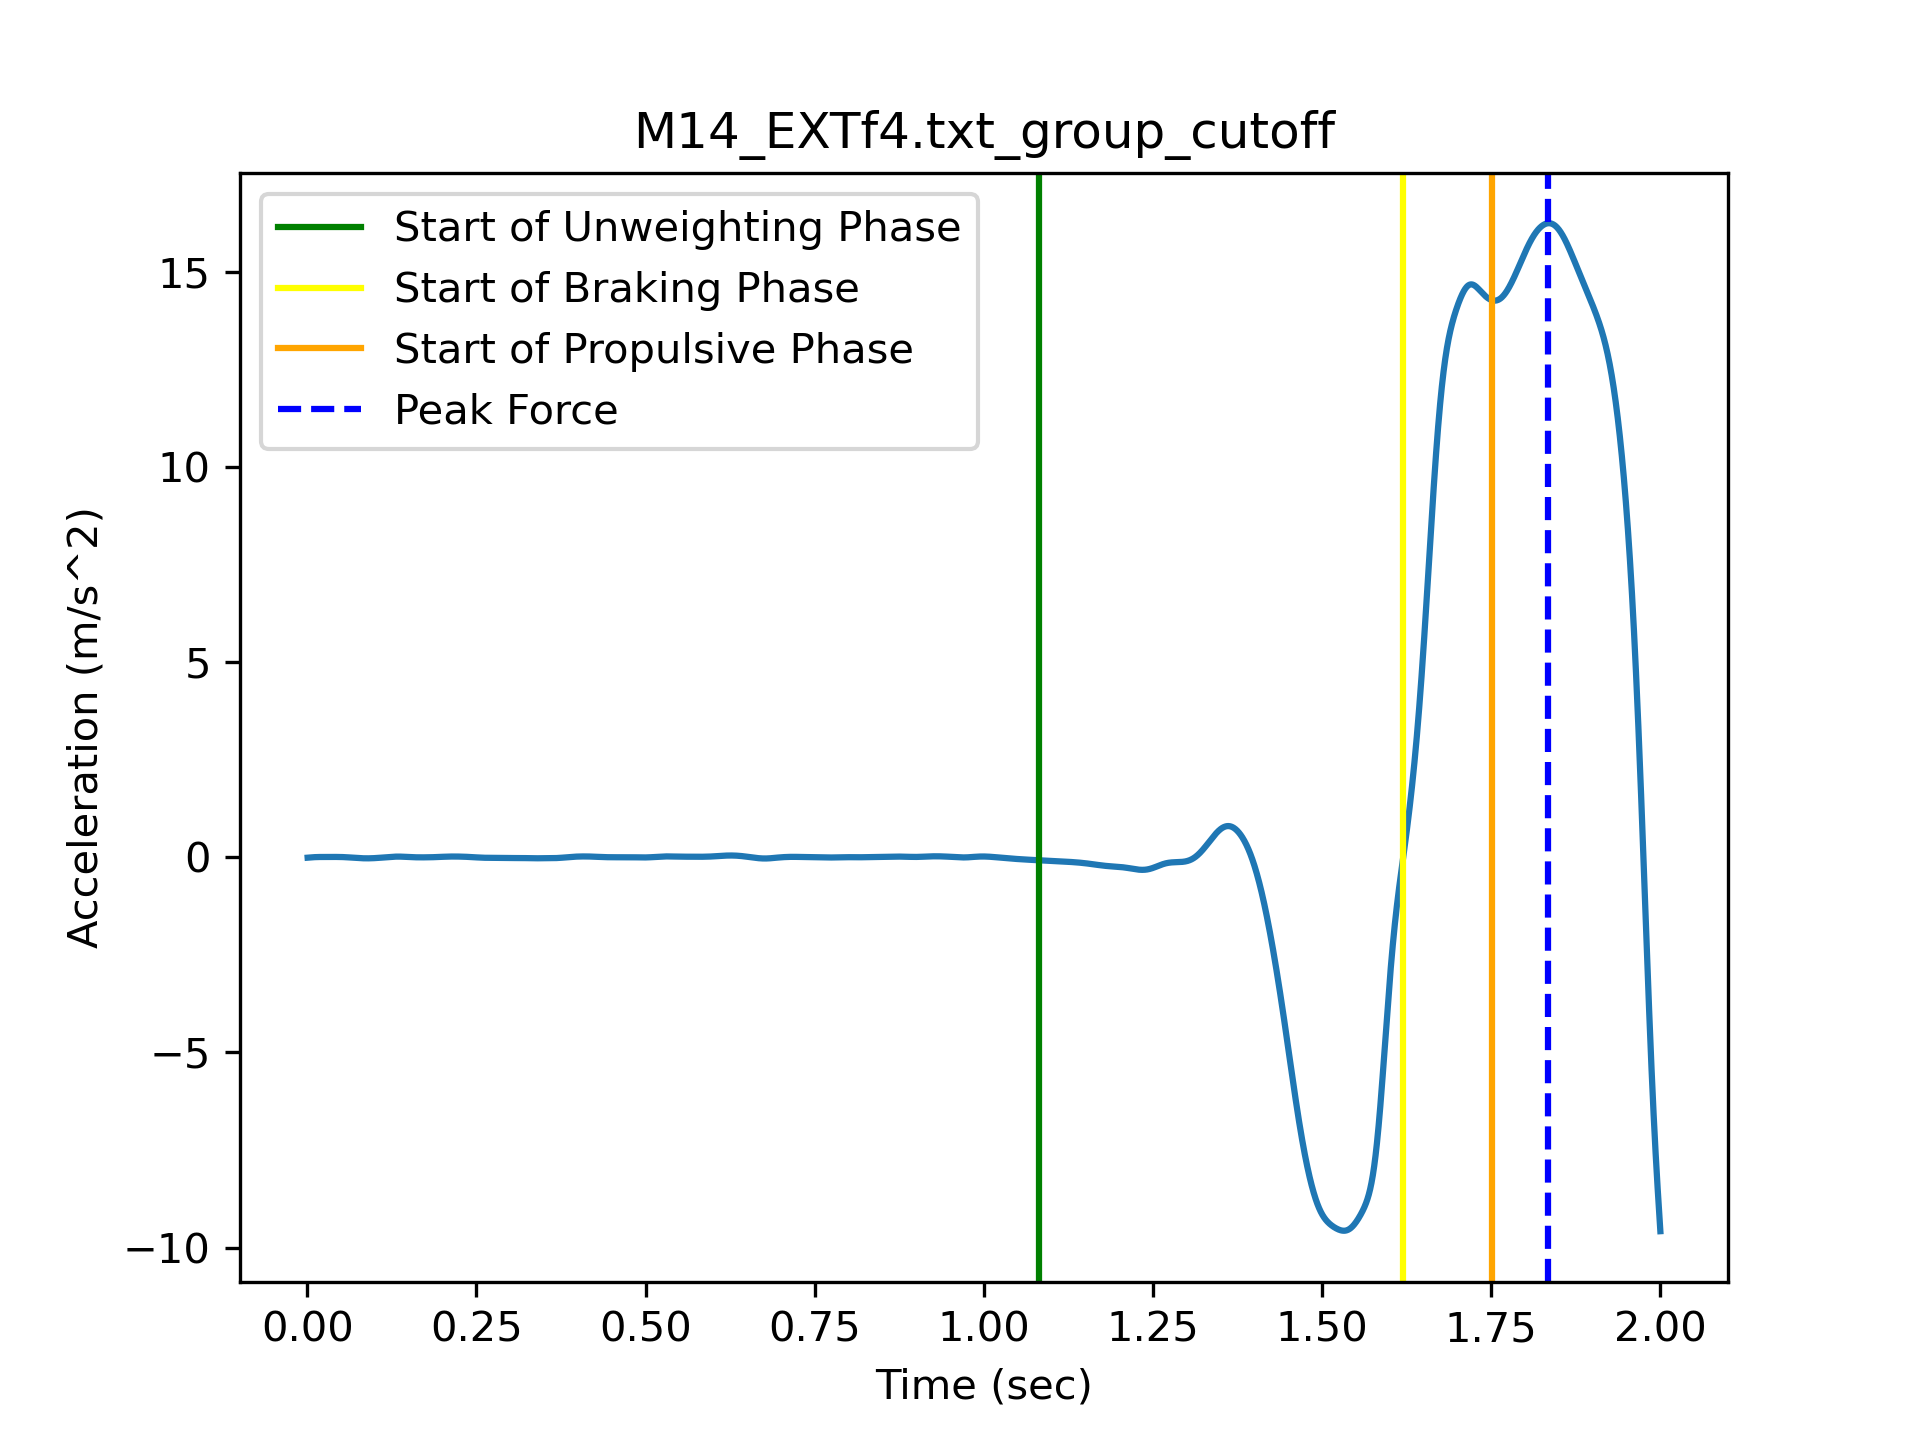 M14_EXTf4.txt_group_cutoff
Start of Unweighting Phase
Start of Braking Phase
Start of Propulsive Phase
Peak Force
15
10
5
0
−5
−10
Acceleration (m/s^2)
0.00 0.25 0.50 0.75 1.00 1.25 1.50 1.75 2.00
Time (sec)